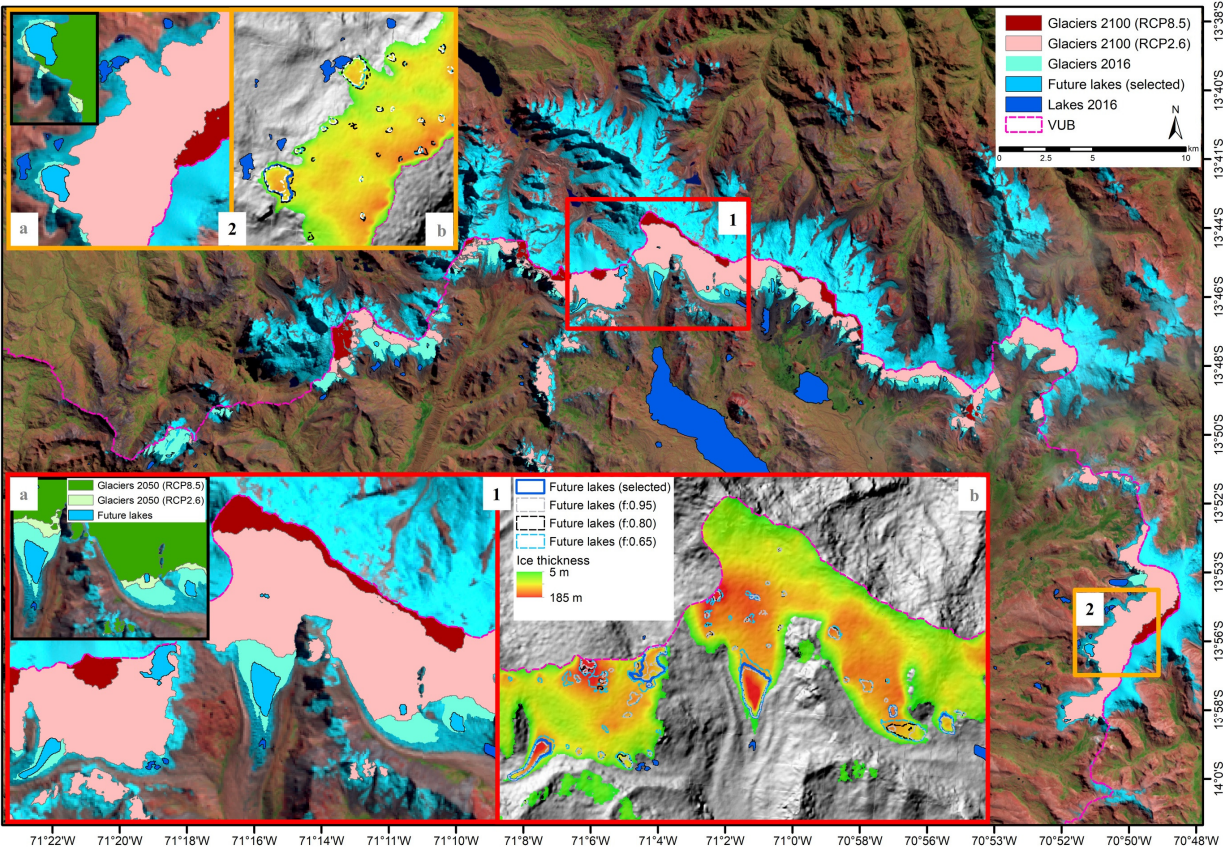 Glaciers 2100 (RCP8.5)
Glaciers 2100 (RCP2.6)
Glaciers 2016
Future lakes (selected)
Lakes 2016
VUB
N
km
0 2.5 5 10
a
2
b
1
2
a
Glaciers 2050 (RCP8.5)
Glaciers 2050 (RCP2.6)
Future lakes
1
Future lakes (selected)
Future lakes (f:0.95)
Future lakes (f:0.80)
Future lakes (f:0.65)
Ice thickness
5 m
185 m
b
13°38'S
13°40'S
13°41'S
13°44'S
13°46'S
13°48'S
13°50'S
13°52'S
13°53'S
13°56'S
13°58'S
14°0'S
71°22'W 71°20'W 71°18'W 71°16'W 71°15'W 71°14'W 71°11'W 71°10'W 71°8'W 71°6'W 71°4'W 71°2'W 71°0'W 70°58'W 70°56'W 70°55'W 70°53'W 70°52'W 70°50'W 70°48'W